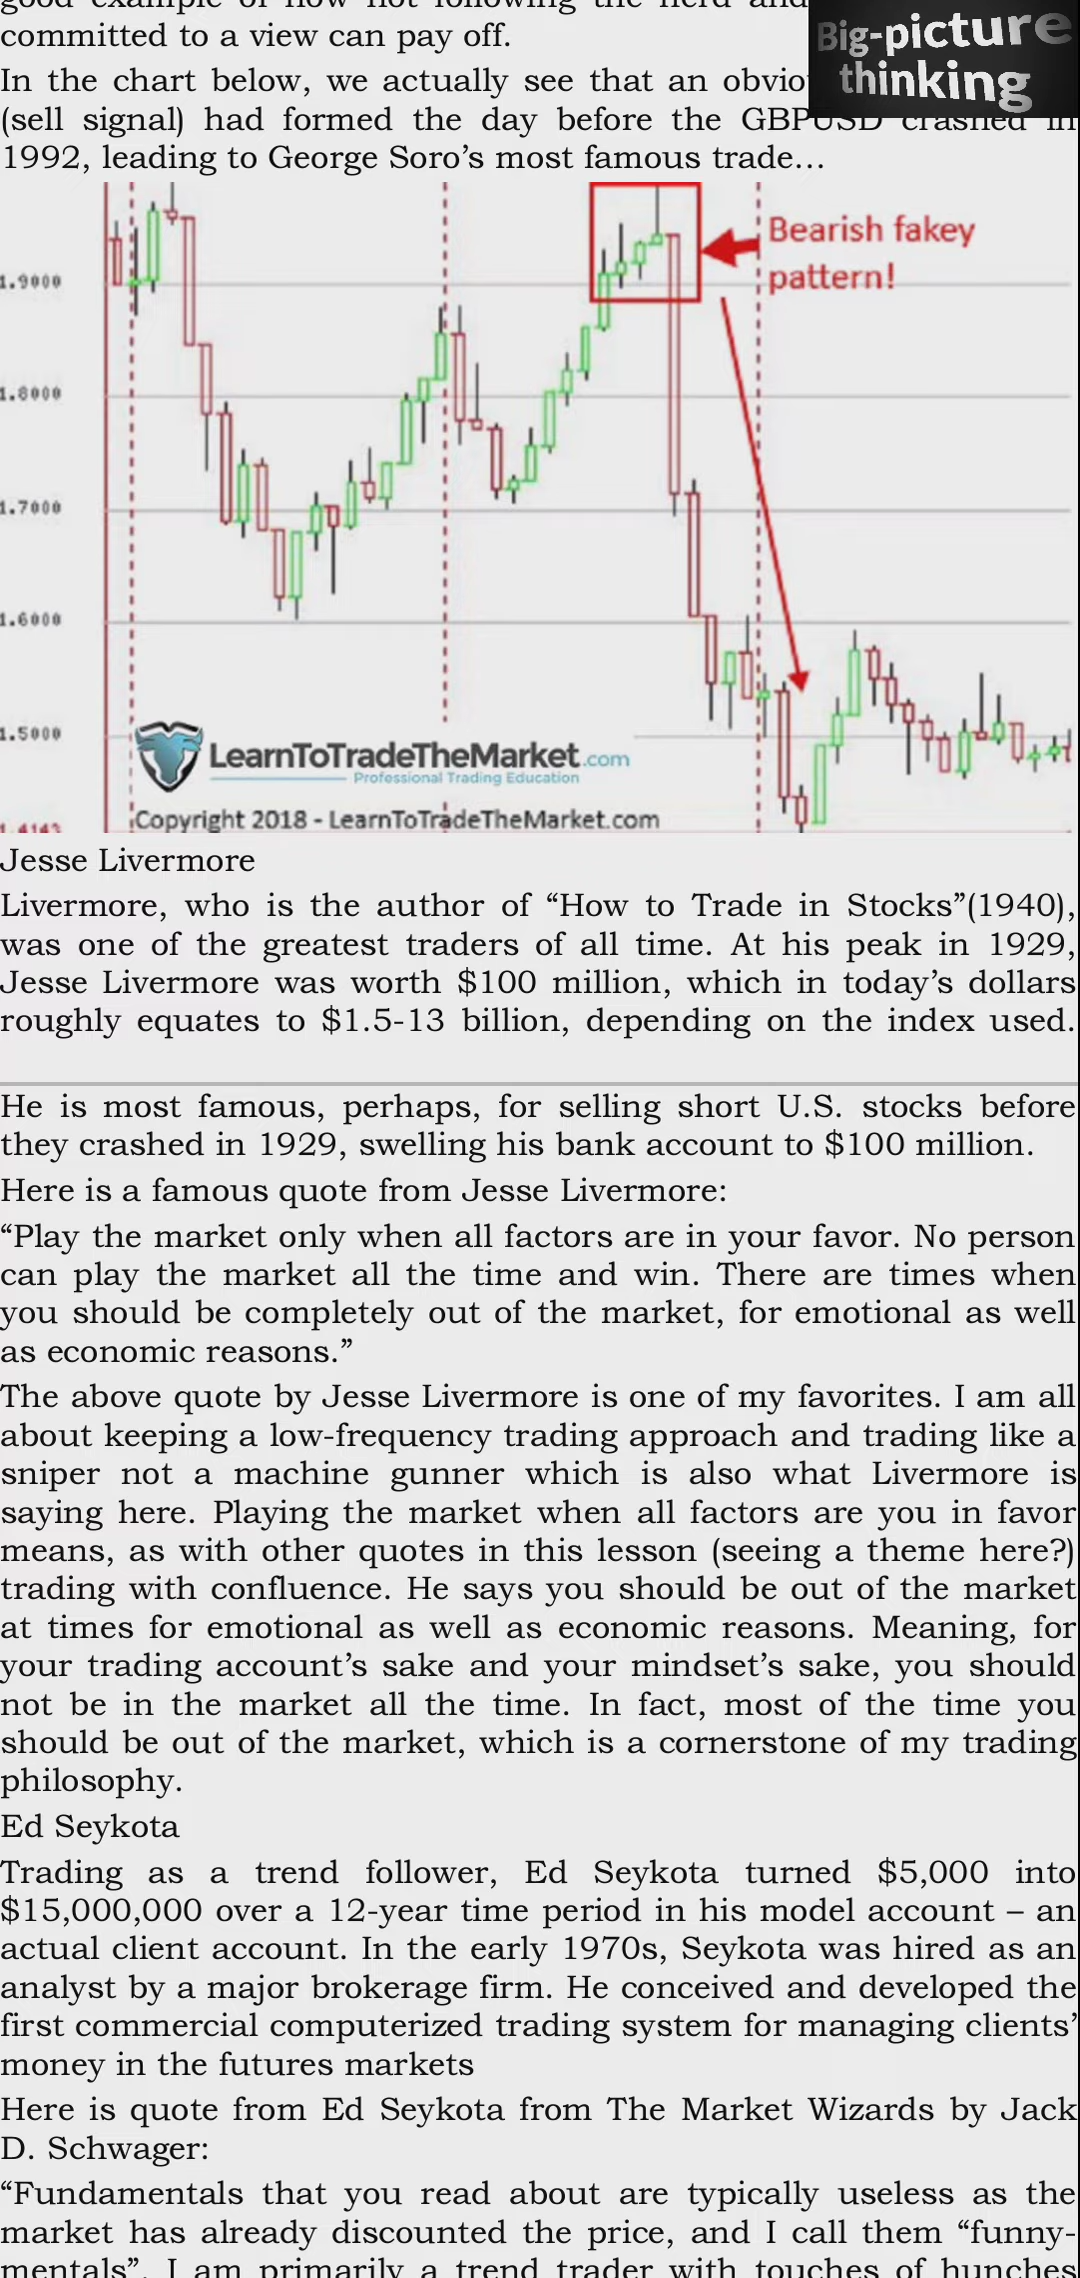 committed to a view can pay off.
Big-picture
thinking
In the chart below, we actually see that an
(sell signal) had formed the day before the GBPUSD crashed in
1992, leading to George Soro's most famous trade...
Bearish fakey
pattern!
1.9000
1.8000
1.7000
1.6000
1.5000
LearnToTradeTheMarket.com
Professional Trading Education
Copyright 2018 - LearnToTradeTheMarket.com
Jesse Livermore
Livermore, who is the author of “How to Trade in Stocks”(1940),
was one of the greatest traders of all time. At his peak in 1929,
Jesse Livermore was worth $100 million, which in today’s dollars
roughly equates to $1.5-13 billion, depending on the index used.
He is most famous, perhaps, for selling short U.S. stocks before
they crashed in 1929, swelling his bank account to $100 million.
Here is a famous quote from Jesse Livermore:
“Play the market only when all factors are in your favor. No person
can play the market all the time and win. There are times when
you should be completely out of the market, for emotional as well
as economic reasons.”
The above quote by Jesse Livermore is one of my favorites. I am all
about keeping a low-frequency trading approach and trading like a
sniper not a machine gunner which is also what Livermore is
saying here. Playing the market when all factors are you in favor
means, as with other quotes in this lesson (seeing a theme here?)
trading with confluence. He says you should be out of the market
at times for emotional as well as economic reasons. Meaning, for
your trading account’s sake and your mindset’s sake, you should
not be in the market all the time. In fact, most of the time you
should be out of the market, which is a cornerstone of my trading
philosophy.
Ed Seykota
Trading as a trend follower, Ed Seykota turned $5,000 into
$15,000,000 over a 12-year time period in his model account – an
actual client account. In the early 1970s, Seykota was hired as an
analyst by a major brokerage firm. He conceived and developed the
first commercial computerized trading system for managing clients’
money in the futures markets
Here is quote from Ed Seykota from The Market Wizards by Jack
D. Schwager:
“Fundamentals that you read about are typically useless as the
market has already discounted the price, and I call them “funny-
mentals”. I am primarily a trend trader with touches of hunches